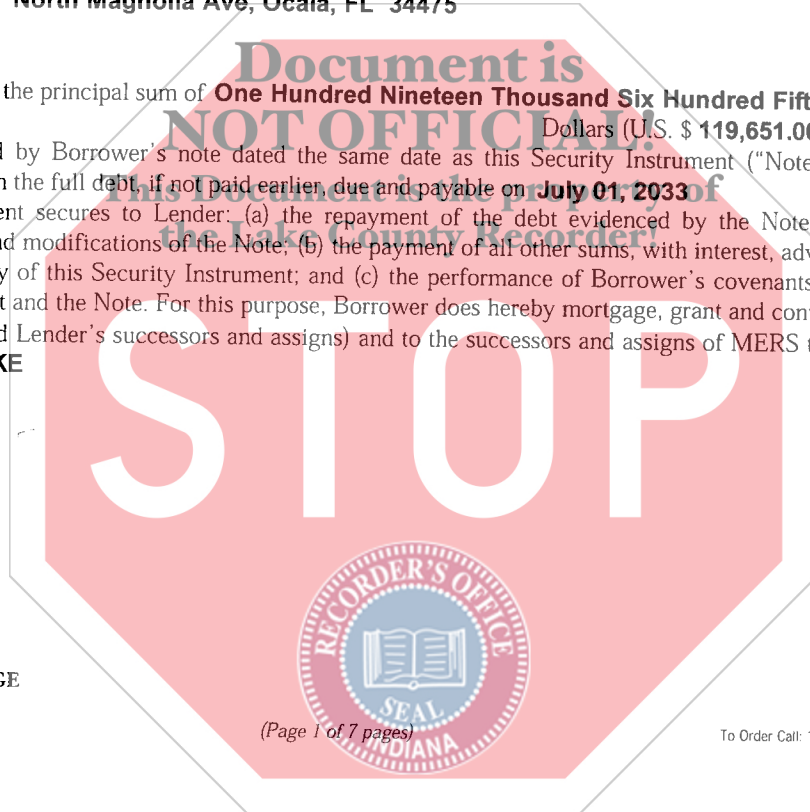 North Magnolia Ave, Ocala, FL 34475
Document is
the principal sum of One Hundred Nineteen Thousand Six Hundred Fift
NOT OFFICIAL!
Dollars (U.S. $ 119,651.00
by Borrower's note dated the same date as this Security Instrument ("Note
the full debt, if not paid earlier, due and payable on July 01, 2033
This Document is the property of
ent secures to Lender: (a) the repayment of the debt evidenced by the Note
the Lake County Recorder!
d modifications of the Note; (b) the payment of all other sums, with interest, adv
y of this Security Instrument; and (c) the performance of Borrower's covenants
t and the Note. For this purpose, Borrower does hereby mortgage, grant and con
d Lender's successors and assigns) and to the successors and assigns of MERS t
KE
STOP
RECORDER'S OFFICE
SEAL
INDIANA
GE
(Page 1 of 7 pages)
To Order Call: 1